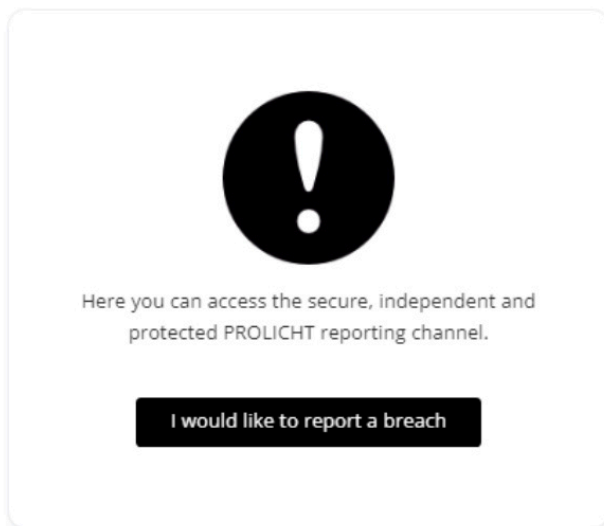 Here you can access the secure, independent and
protected PROLICHT reporting channel.
I would like to report a breach